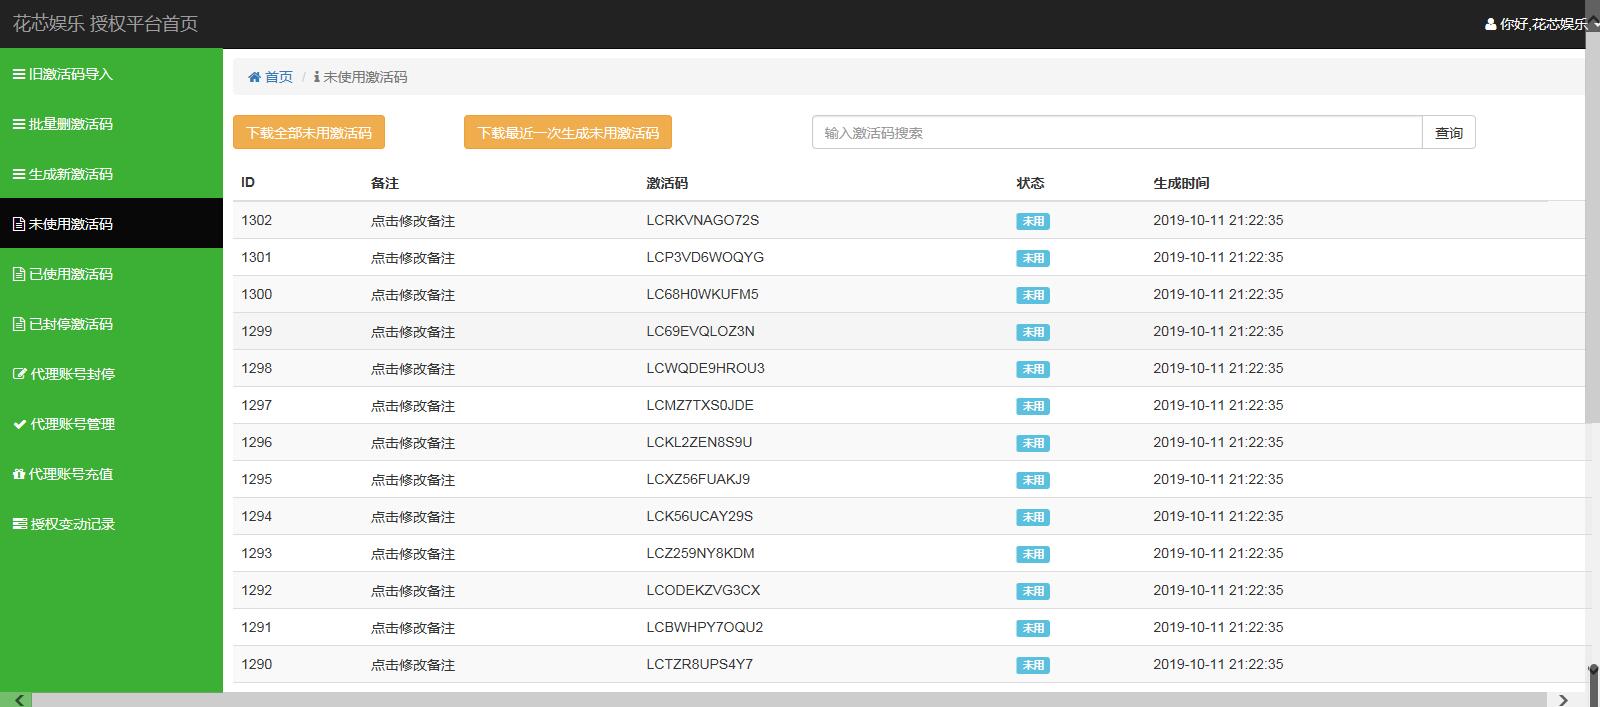 花芯娱乐 授权平台首页
你好,花芯娱乐
旧激活码导入
批量删激活码
生成新激活码
未使用激活码
已使用激活码
已封停激活码
代理账号封停
代理账号管理
代理账号充值
授权变动记录
首页 / 未使用激活码
下载全部未用激活码 下载最近一次生成未用激活码 输入激活码搜索 查询
ID 备注 激活码 状态 生成时间
1302 点击修改备注 LCRKVNAGO72S 未用 2019-10-11 21:22:35
1301 点击修改备注 LCP3VD6WOQYG 未用 2019-10-11 21:22:35
1300 点击修改备注 LC68H0WKUFM5 未用 2019-10-11 21:22:35
1299 点击修改备注 LC69EVQLOZ3N 未用 2019-10-11 21:22:35
1298 点击修改备注 LCWQDE9HROU3 未用 2019-10-11 21:22:35
1297 点击修改备注 LCMZ7TXS0JDE 未用 2019-10-11 21:22:35
1296 点击修改备注 LCKL2ZEN8S9U 未用 2019-10-11 21:22:35
1295 点击修改备注 LCXZ56FUAKJ9 未用 2019-10-11 21:22:35
1294 点击修改备注 LCK56UCAY29S 未用 2019-10-11 21:22:35
1293 点击修改备注 LCZ259NY8KDM 未用 2019-10-11 21:22:35
1292 点击修改备注 LCODEKZVG3CX 未用 2019-10-11 21:22:35
1291 点击修改备注 LCBWHPY7OQU2 未用 2019-10-11 21:22:35
1290 点击修改备注 LCTZR8UPS4Y7 未用 2019-10-11 21:22:35